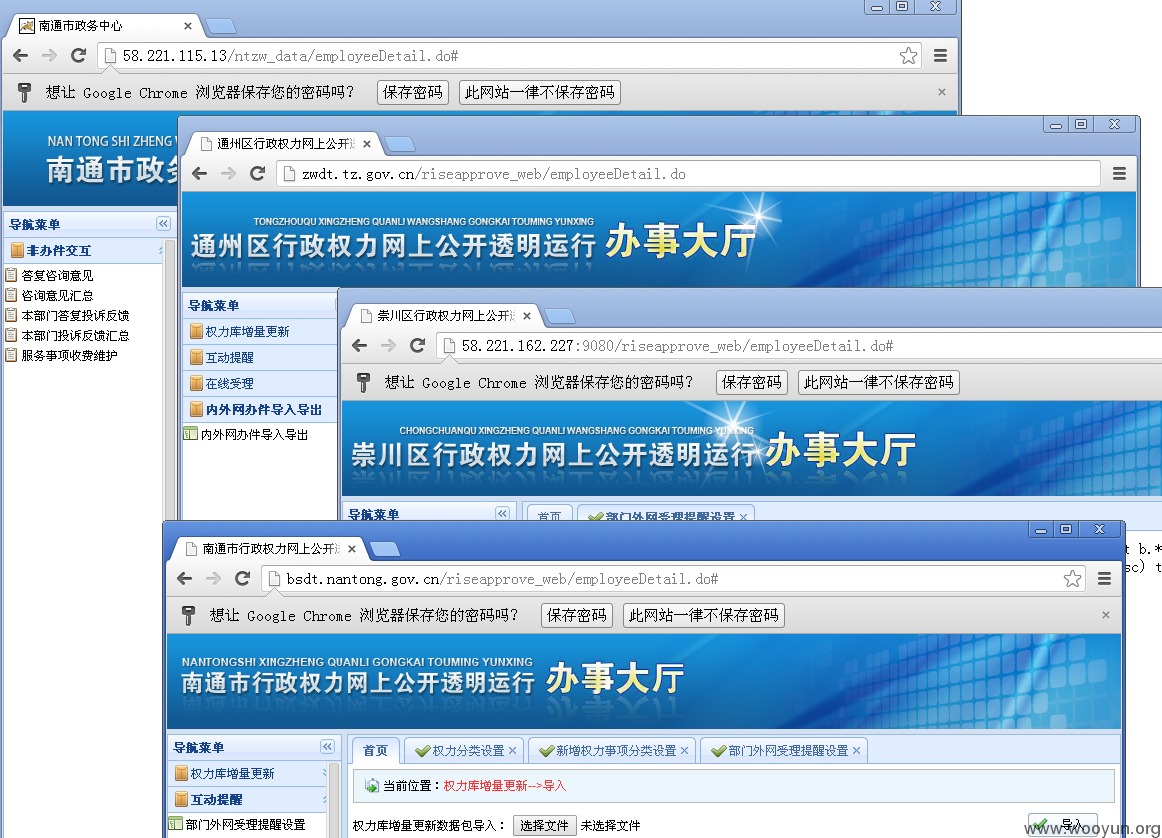 南通市政务中心
58.221.115.13/ntzw_data/employeeDetail.do#
想让 Google Chrome 浏览器保存您的密码吗? 保存密码 此网站一律不保存密码
NAN TONG SHI ZHENG
南通市政务
导航菜单
非办件交互
答复咨询意见
咨询意见汇总
本部门答复投诉反馈
本部门投诉反馈汇总
服务事项收费维护
通州区行政权力网上公开
zwdt.tz.gov.cn/riseapprove_web/employeeDetail.do
TONGZHOUQU XINGZHENG QUANLI WANGSHANG GONGKAI TOUMING YUNXING
通州区行政权力网上公开透明运行 办事大厅
导航菜单
权力库增量更新
互动提醒
在线受理
内外网办件导入导出
内外网办件导入导出
崇川区行政权力网上公开
58.221.162.227:9080/riseapprove_web/employeeDetail.do#
想让 Google Chrome 浏览器保存您的密码吗? 保存密码 此网站一律不保存密码
CHONGCHUANQU XINGZHENG QUANLI WANGSHANG GONGKAI TOUMING YUNXING
崇川区行政权力网上公开透明运行 办事大厅
导航菜单 首页 部门外网受理提醒设置
t b.*
sc) t
南通市行政权力网上公开
bsdt.nantong.gov.cn/riseapprove_web/employeeDetail.do#
想让 Google Chrome 浏览器保存您的密码吗? 保存密码 此网站一律不保存密码
NANTONGSHI XINGZHENG QUANLI GONGKAI TOUMING YUNXING
南通市行政权力网上公开透明运行 办事大厅
导航菜单 首页 权力分类设置 新增权力事项分类设置 部门外网受理提醒设置
权力库增量更新
互动提醒
部门外网受理提醒设置
当前位置：权力库增量更新-->导入
权力库增量更新数据包导入： 选择文件 未选择文件 导入
www.wooyun.org